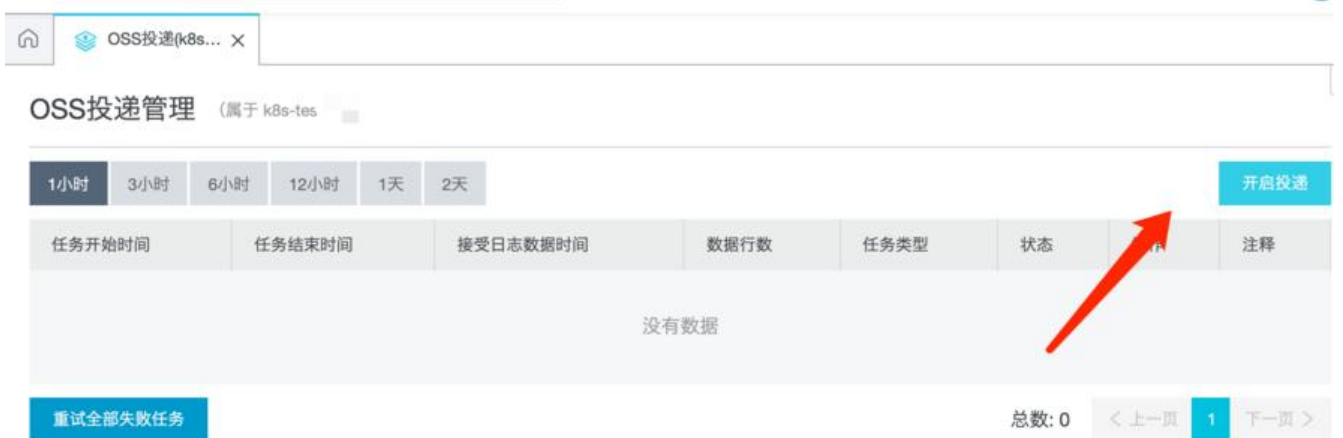 OSS投递(k8s... ×
OSS投递管理 (属于 k8s-tes
1小时 3小时 6小时 12小时 1天 2天 开启投递
任务开始时间 任务结束时间 接受日志数据时间 数据行数 任务类型 状态 注释
没有数据
重试全部失败任务 总数: 0 < 上一页 1 下一页 >